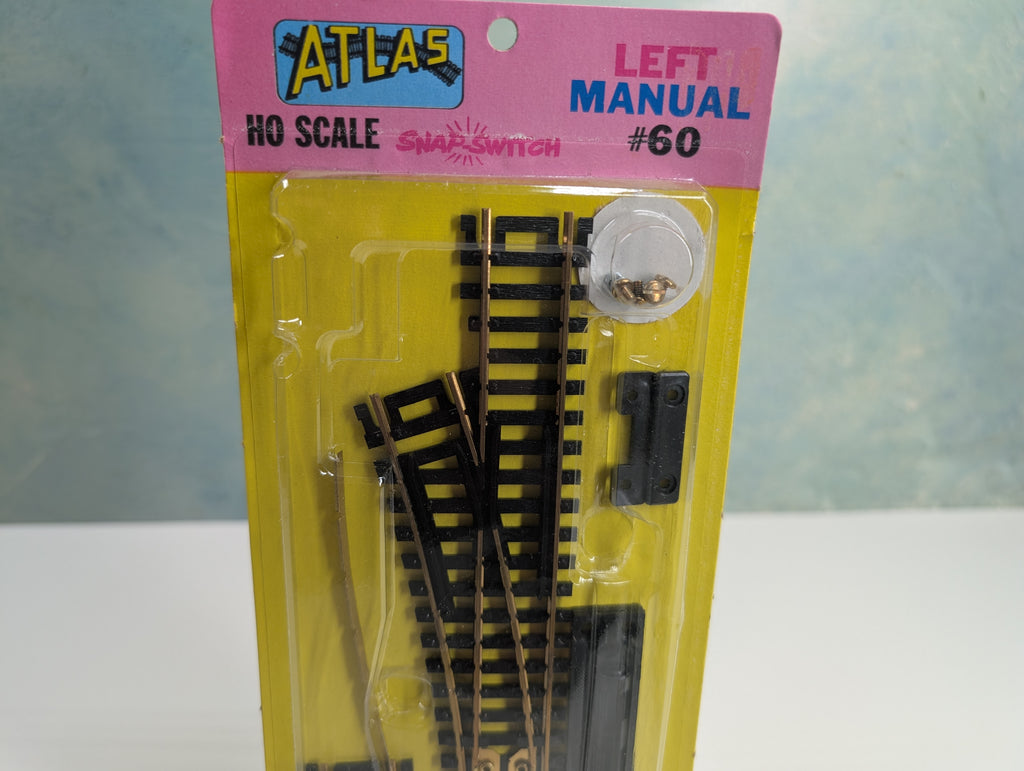 ATLAS
LEFT
MANUAL
HO SCALE
SNAP-SWITCH
#60